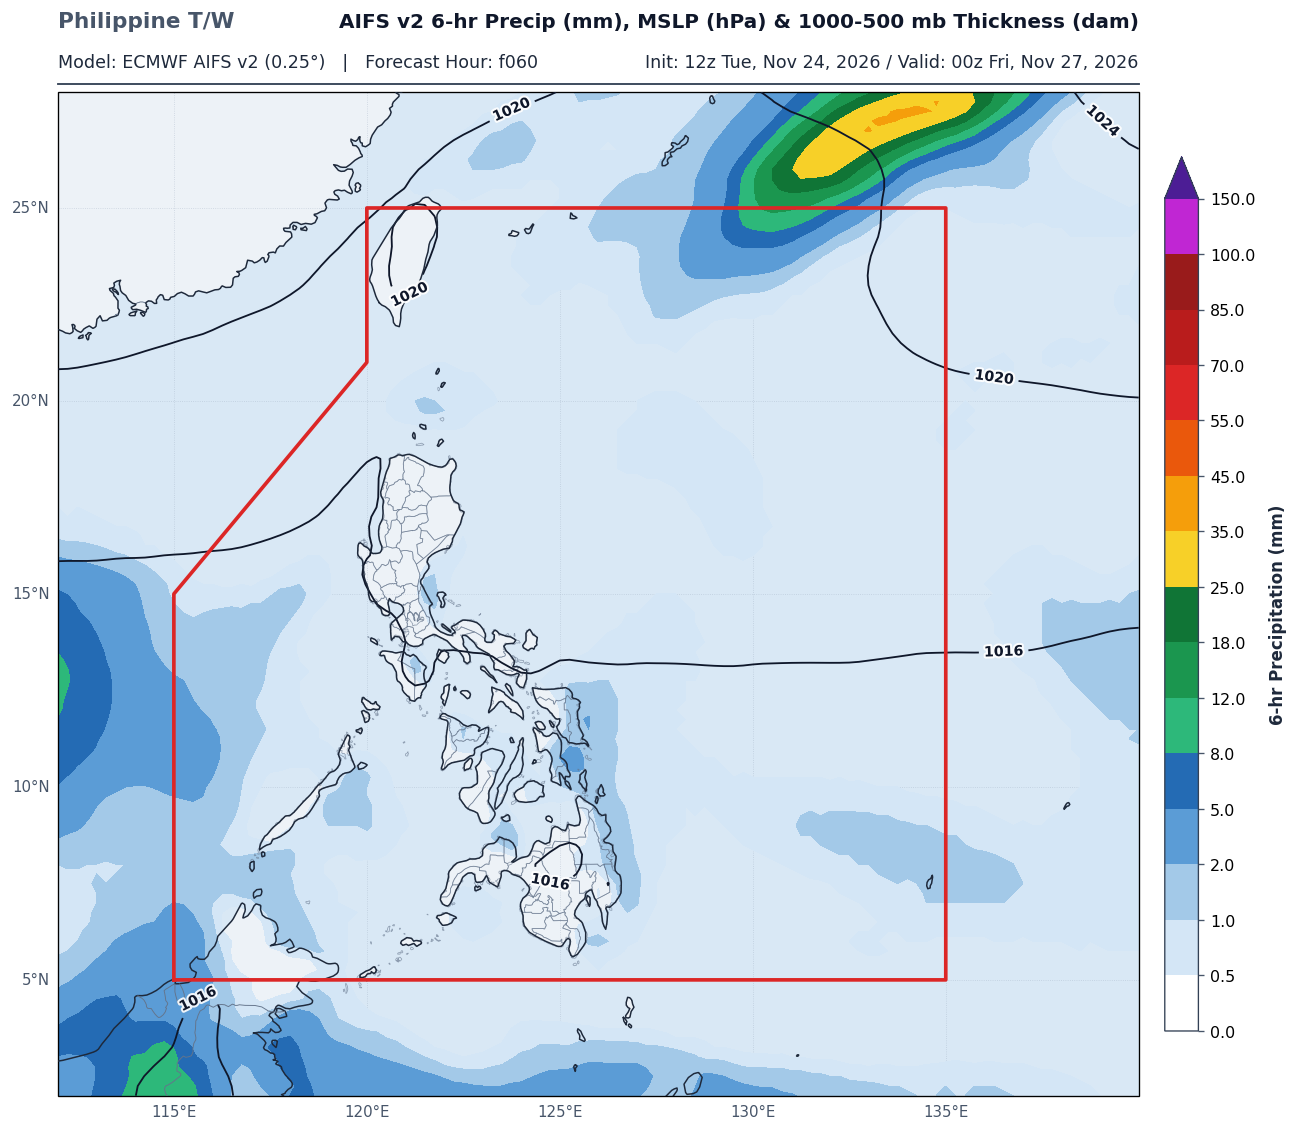 Philippine T/W
AIFS v2 6-hr Precip (mm), MSLP (hPa) & 1000-500 mb Thickness (dam)
Model: ECMWF AIFS v2 (0.25°) | Forecast Hour: f060
Init: 12z Tue, Nov 24, 2026 / Valid: 00z Fri, Nov 27, 2026
1020
1024
25°N
1020
1020
20°N
15°N
1016
10°N
1016
5°N
1016
115°E
120°E
125°E
130°E
135°E
150.0
100.0
85.0
70.0
55.0
45.0
35.0
25.0
18.0
12.0
8.0
5.0
2.0
1.0
0.5
0.0
6-hr Precipitation (mm)